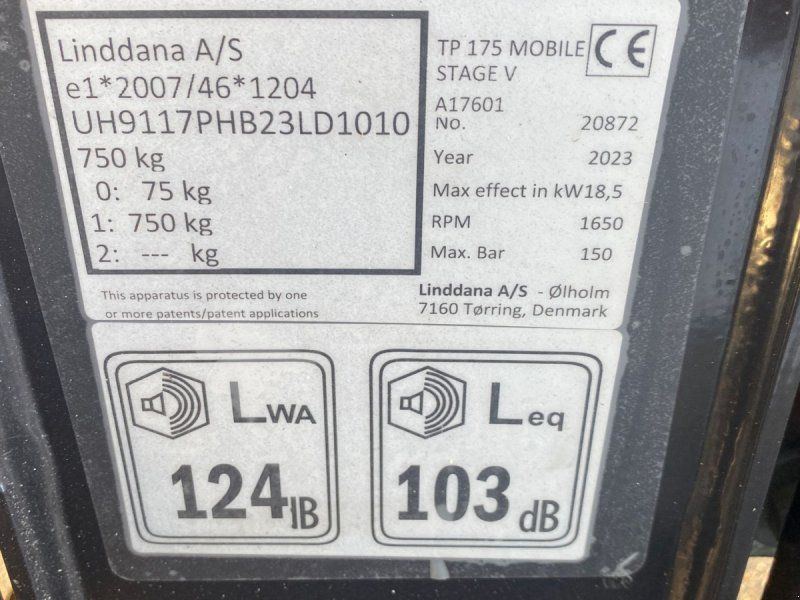 Linddana A/S
e1*2007/46*1204
UH9117PHB23LD1010
750 kg
0: 75 kg
1: 750 kg
2: --- kg
TP 175 MOBILE CE
STAGE V
A17601
No. 20872
Year 2023
Max effect in kW18,5
RPM 1650
Max. Bar 150
This apparatus is protected by one
or more patents/patent applications
Linddana A/S - Ølholm
7160 Tørring, Denmark
LWA
124 dB
Leq
103 dB